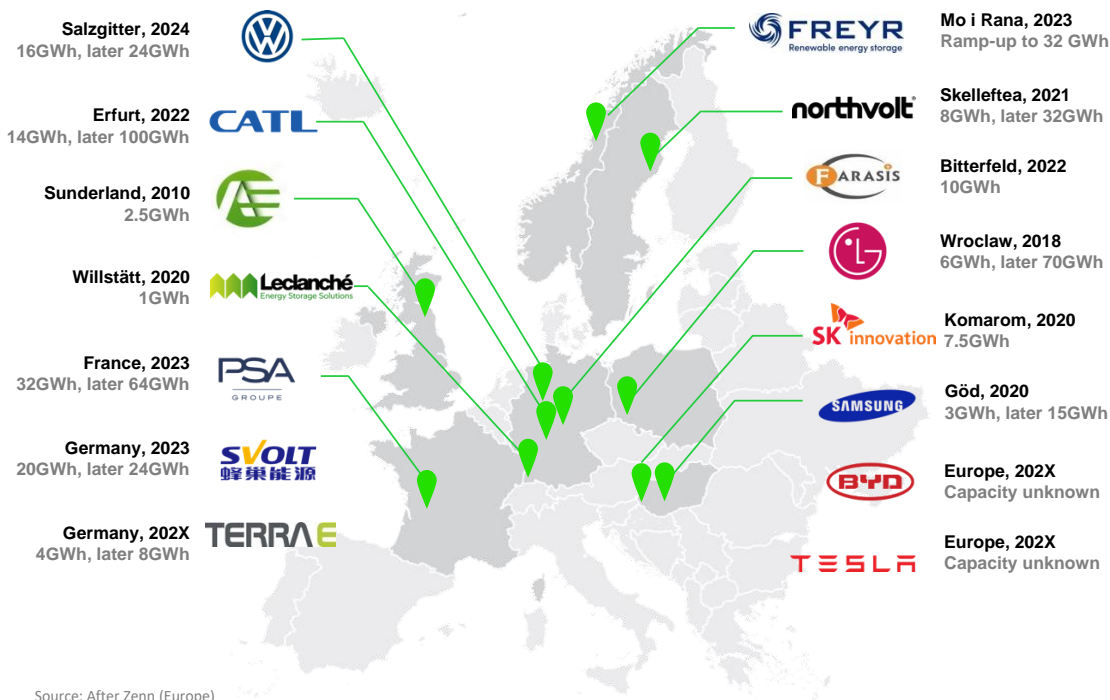 Salzgitter, 2024
16GWh, later 24GWh
Erfurt, 2022
14GWh, later 100GWh
CATL
Sunderland, 2010
2.5GWh
Willstätt, 2020
1GWh
Leclanché
Energy Storage Solutions
France, 2023
32GWh, later 64GWh
PSA
GROUPE
Germany, 2023
20GWh, later 24GWh
SVOLT
蜂巢能源
Germany, 202X
4GWh, later 8GWh
TERRA E
FREYR
Renewable energy storage
Mo i Rana, 2023
Ramp-up to 32 GWh
northvolt
Skelleftea, 2021
8GWh, later 32GWh
FARASIS
Bitterfeld, 2022
10GWh
LG
Wroclaw, 2018
6GWh, later 70GWh
SK innovation
Komarom, 2020
7.5GWh
SAMSUNG
Göd, 2020
3GWh, later 15GWh
BYD
Europe, 202X
Capacity unknown
TESLA
Europe, 202X
Capacity unknown
Source: After Zenn (Europe)